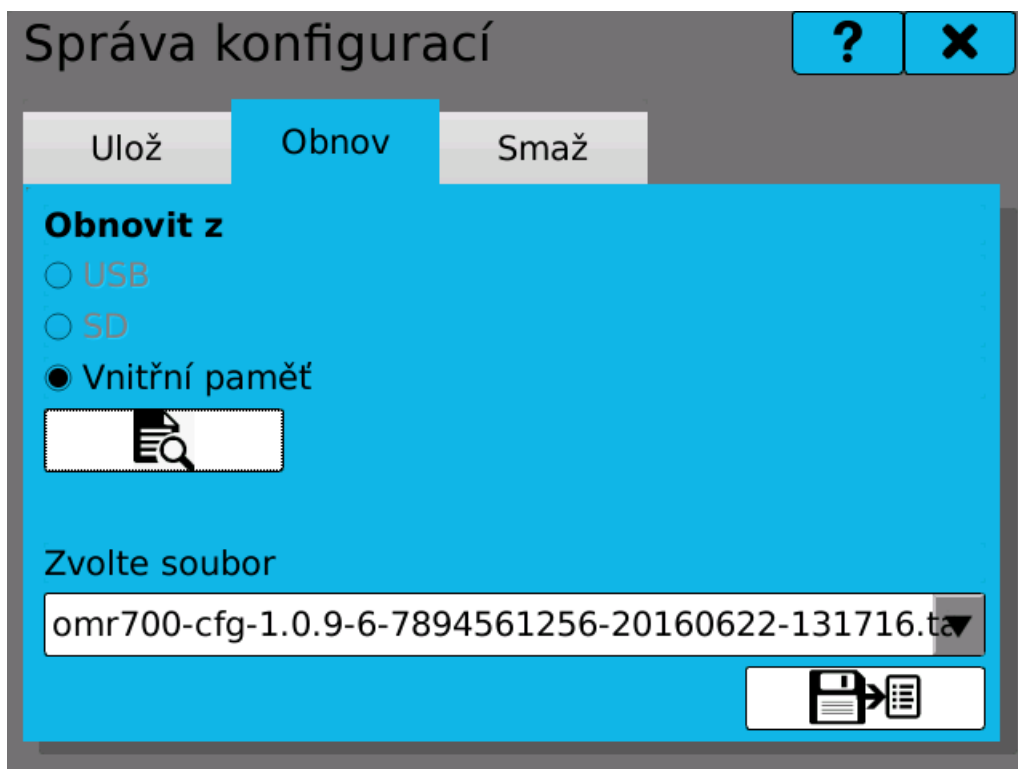 Správa konfigurací
?
Ulož
Obnov
Smaž
Obnovit z
USB
SD
Vnitřní paměť
Zvolte soubor
omr700-cfg-1.0.9-6-7894561256-20160622-131716.ta